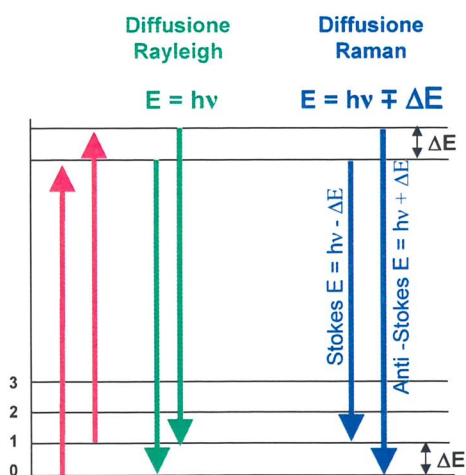 Diffusione
Rayleigh
E = hν
Diffusione
Raman
E = hν ∓ ΔE
ΔE
Stokes E = hν - ΔE
Anti -Stokes E = hν + ΔE
3
2
1
0
ΔE